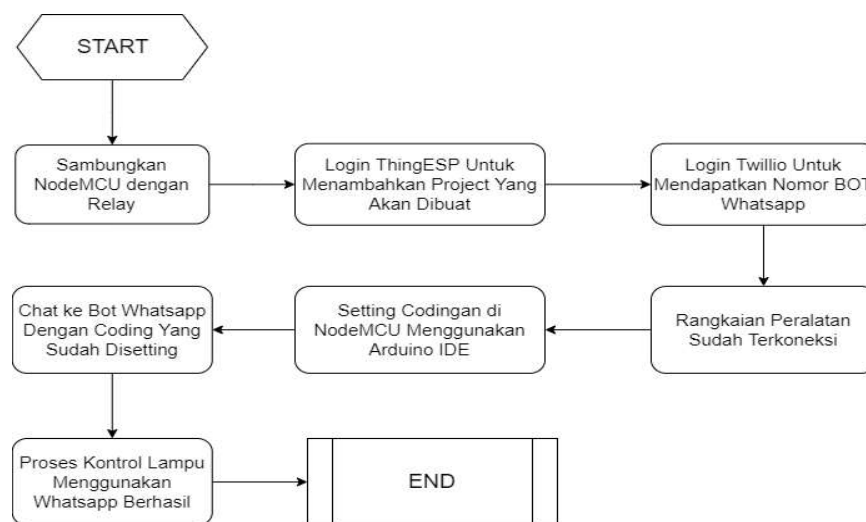 START
Sambungkan
NodeMCU dengan
Relay
Login ThingESP Untuk
Menambahkan Project Yang
Akan Dibuat
Login Twillio Untuk
Mendapatkan Nomor BOT
Whatsapp
Rangkaian Peralatan
Sudah Terkoneksi
Setting Codingan di
NodeMCU Menggunakan
Arduino IDE
Chat ke Bot Whatsapp
Dengan Coding Yang
Sudah Disetting
Proses Kontrol Lampu
Menggunakan
Whatsapp Berhasil
END